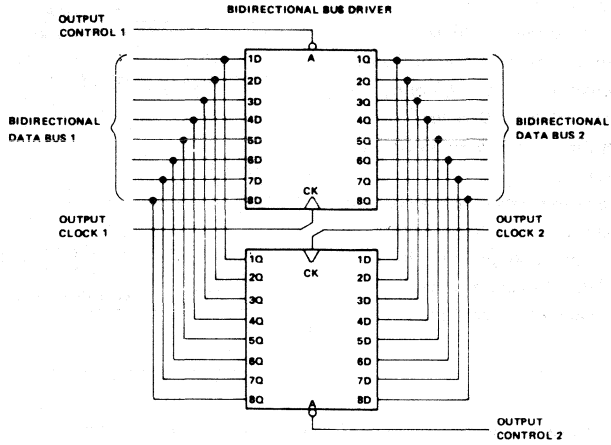 BIDIRECTIONAL BUS DRIVER
OUTPUT
CONTROL 1
1D
A
1Q
2D
2Q
3D
3Q
4D
4Q
BIDIRECTIONAL
DATA BUS 1
BIDIRECTIONAL
DATA BUS 2
5D
5Q
6D
6Q
7D
7Q
CK
8D
8Q
OUTPUT
CLOCK 1
OUTPUT
CLOCK 2
1Q
CK
1D
2Q
2D
3Q
3D
4Q
4D
5Q
5D
6Q
6D
7Q
7D
8Q
A
8D
OUTPUT
CONTROL 2